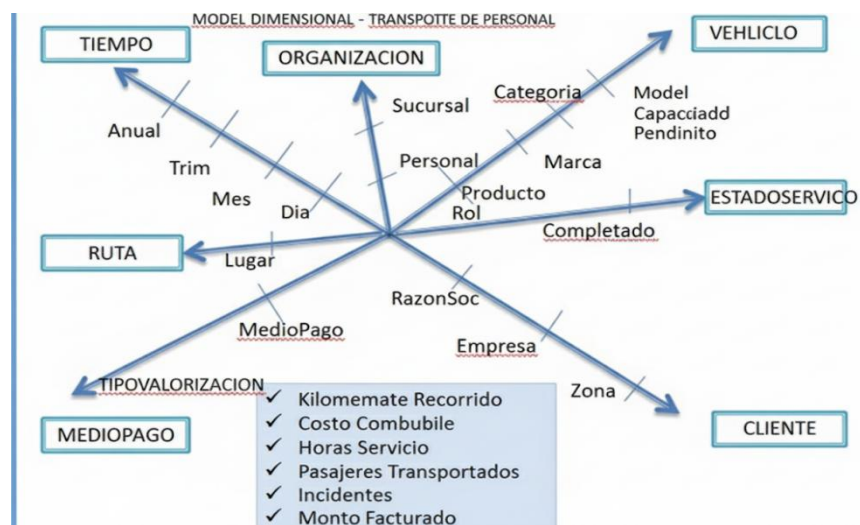 MODEL DIMENSIONAL - TRANSPOTTE DE PERSONAL
TIEMPO
ORGANIZACION
VEHLICLO
Sucursal
Categoria
Model
Capacciadd
Pendinito
Anual
Trim
Mes
Dia
Personal
Producto
Rol
Marca
ESTADOSERVICO
Completado
RUTA
Lugar
RazonSoc
MedioPago
Empresa
Zona
TIPOVALORIZACION
MEDIOPAGO
CLIENTE
✓ Kilomemate Recorrido
✓ Costo Combubile
✓ Horas Servicio
✓ Pasajeres Transportados
✓ Incidentes
✓ Monto Facturado